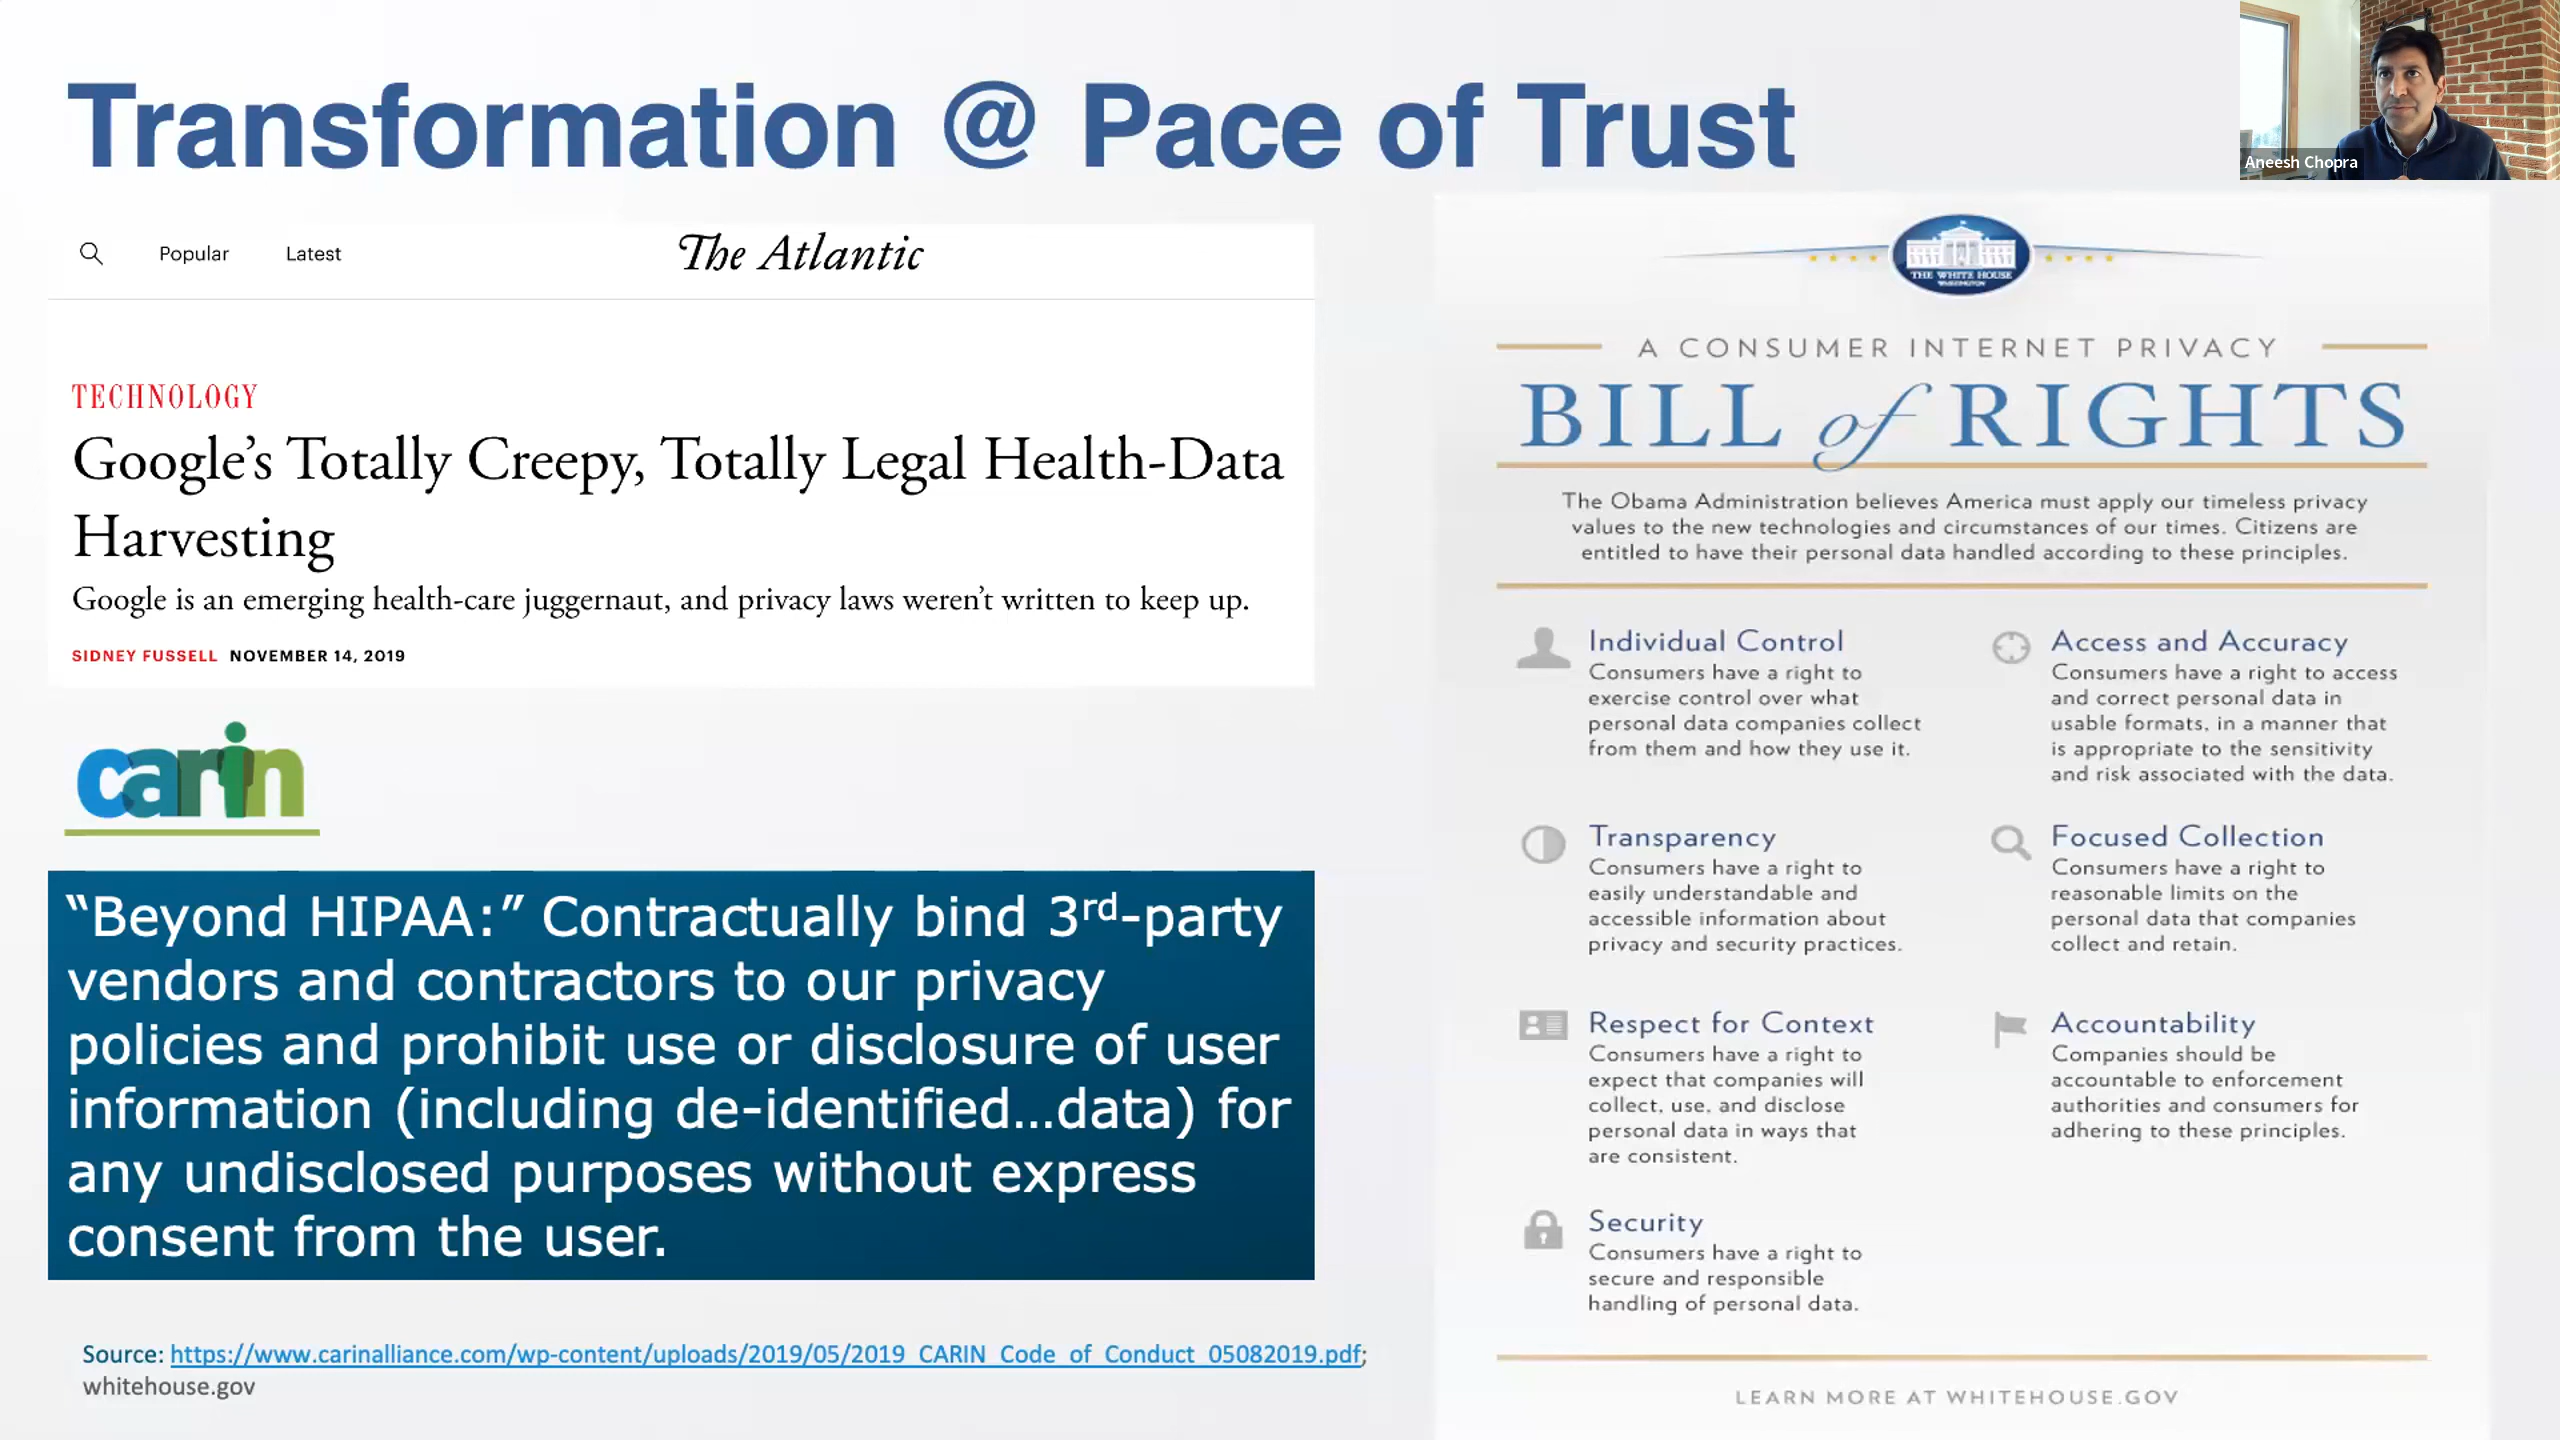 Transformation @ Pace of Trust
Aneesh Chopra
Popular Latest The Atlantic
TECHNOLOGY
Google’s Totally Creepy, Totally Legal Health-Data
Harvesting
Google is an emerging health-care juggernaut, and privacy laws weren’t written to keep up.
SIDNEY FUSSELL NOVEMBER 14, 2019
carin
“Beyond HIPAA:” Contractually bind 3rd-party
vendors and contractors to our privacy
policies and prohibit use or disclosure of user
information (including de-identified...data) for
any undisclosed purposes without express
consent from the user.
Source: https://www.carinalliance.com/wp-content/uploads/2019/05/2019_CARIN_Code_of_Conduct_05082019.pdf;
whitehouse.gov
THE WHITE HOUSE
WASHINGTON
A CONSUMER INTERNET PRIVACY
BILL of RIGHTS
The Obama Administration believes America must apply our timeless privacy
values to the new technologies and circumstances of our times. Citizens are
entitled to have their personal data handled according to these principles.
Individual Control
Consumers have a right to
exercise control over what
personal data companies collect
from them and how they use it.
Access and Accuracy
Consumers have a right to access
and correct personal data in
usable formats, in a manner that
is appropriate to the sensitivity
and risk associated with the data.
Transparency
Consumers have a right to
easily understandable and
accessible information about
privacy and security practices.
Focused Collection
Consumers have a right to
reasonable limits on the
personal data that companies
collect and retain.
Respect for Context
Consumers have a right to
expect that companies will
collect, use, and disclose
personal data in ways that
are consistent.
Accountability
Companies should be
accountable to enforcement
authorities and consumers for
adhering to these principles.
Security
Consumers have a right to
secure and responsible
handling of personal data.
LEARN MORE AT WHITEHOUSE.GOV